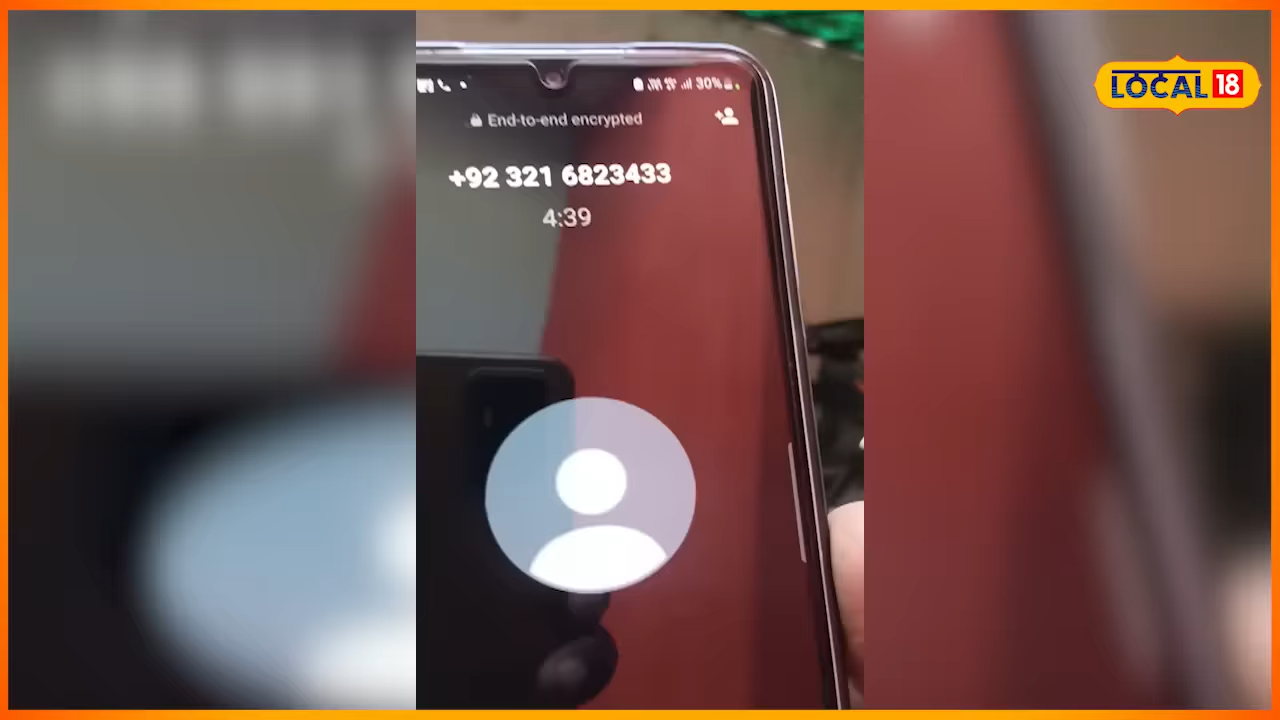 LOCAL 18
30%
End-to-end encrypted
+92 321 6823433
4:39